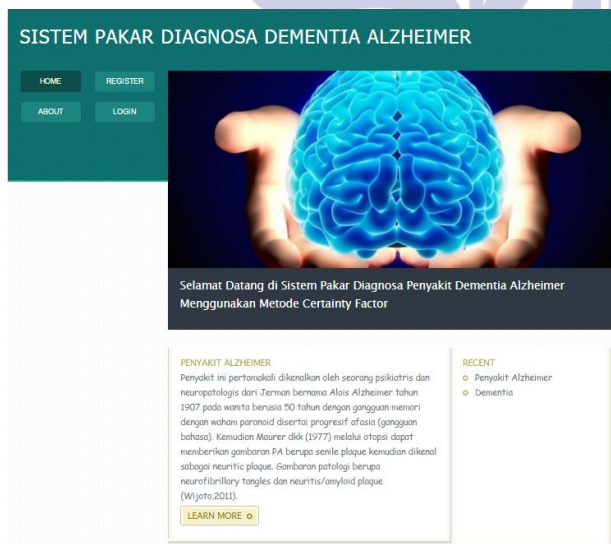 SISTEM PAKAR DIAGNOSA DEMENTIA ALZHEIMER
HOME
REGISTER
ABOUT
LOGIN
Selamat Datang di Sistem Pakar Diagnosa Penyakit Dementia Alzheimer
Menggunakan Metode Certainty Factor
PENYAKIT ALZHEIMER
Penyakit ini pertamakali dikenalkan oleh seorang psikiatris dan
neuropatologis dari Jerman bernama Alois Alzheimer tahun
1907 pada wanita berusia 50 tahun dengan gangguan memori
dengan waham paranoid disertai progresif afasia (gangguan
bahasa). Kemudian Maurer dkk (1977) melalui otopsi dapat
memberikan gambaran PA berupa senile plaque kemudian dikenal
sabagai neuritic plaque. Gambaran patologi berupa
neurofibrillary tangles dan neuritis/amyloid plaque
(Wijoto,2011).
LEARN MORE
RECENT
Penyakit Alzheimer
Dementia